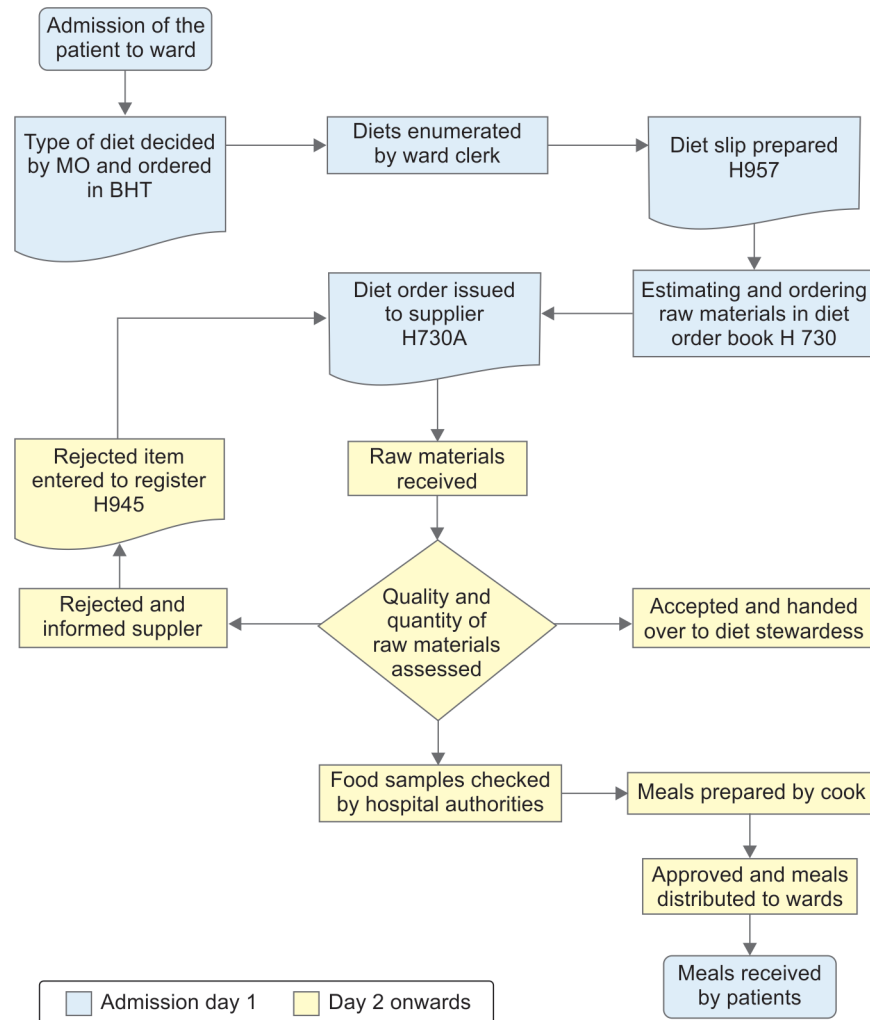 Admission of the
patient to ward
Type of diet decided
by MO and ordered
in BHT
Diets enumerated
by ward clerk
Diet slip prepared
H957
Estimating and ordering
raw materials in diet
order book H 730
Diet order issued
to supplier
H730A
Raw materials
received
Rejected item
entered to register
H945
Rejected and
informed suppler
Quality and
quantity of
raw materials
assessed
Accepted and handed
over to diet stewardess
Food samples checked
by hospital authorities
Meals prepared by cook
Approved and meals
distributed to wards
Meals received
by patients
Admission day 1
Day 2 onwards